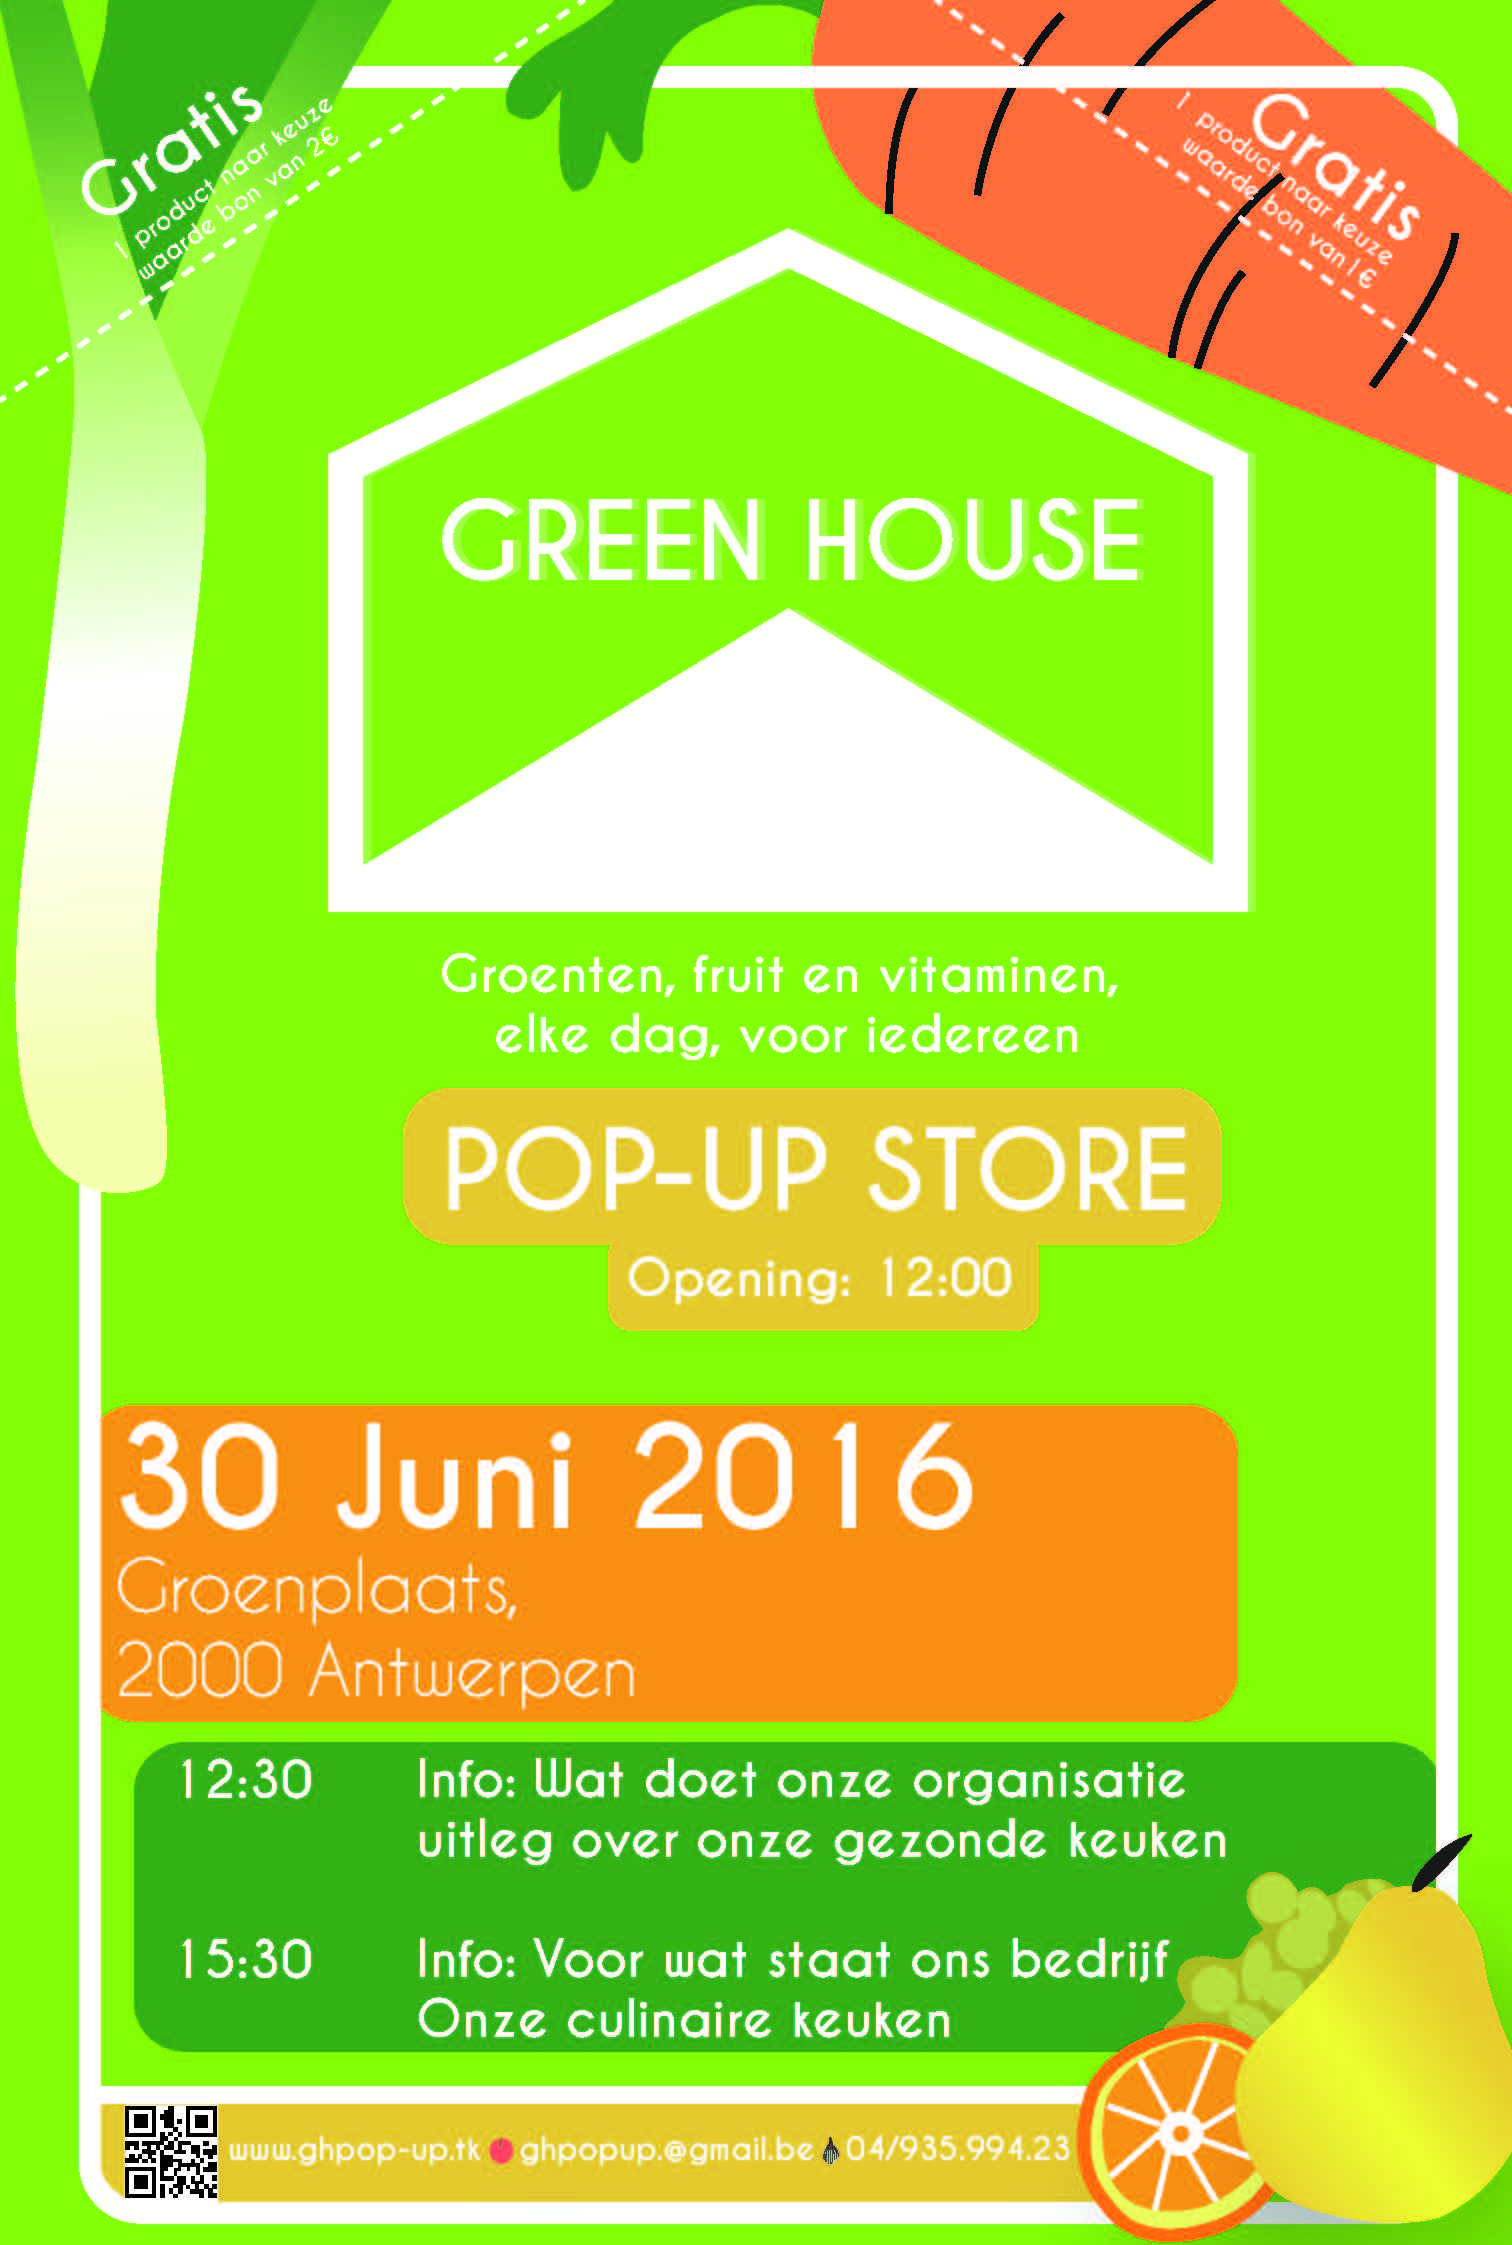 Gratis
1 product naar keuze
waarde bon van 2€
Gratis
1 product naar keuze
waarde bon van 1€
GREEN HOUSE
Groenten, fruit en vitaminen,
elke dag, voor iedereen
POP-UP STORE
Opening: 12:00
30 Juni 2016
Groenplaats,
2000 Antwerpen
12:30 Info: Wat doet onze organisatie
uitleg over onze gezonde keuken
15:30 Info: Voor wat staat ons bedrijf
Onze culinaire keuken
www.ghpop-up.tk ghpopup.@gmail.be 04/935.994.23